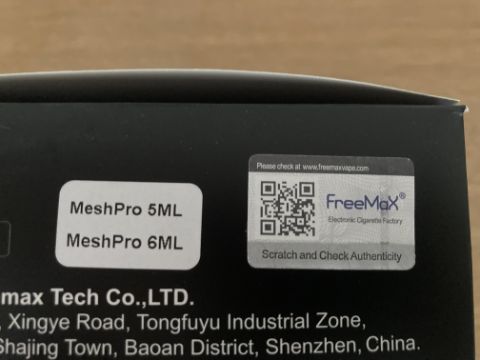 Please check at www.freemaxvape.com
FreeMaX®
Electronic Cigarette Factory
Scratch and Check Authenticity
MeshPro 5ML
MeshPro 6ML
max Tech Co.,LTD.
, Xingye Road, Tongfuyu Industrial Zone,
Shajing Town, Baoan District, Shenzhen, China.